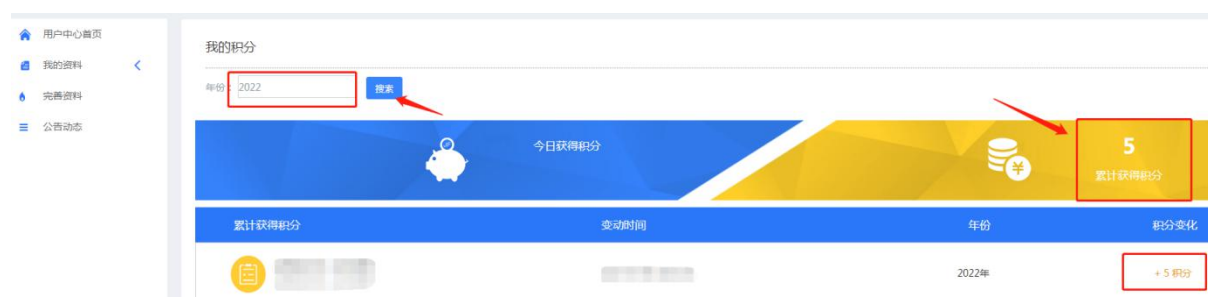 用户中心首页
我的资料
完善资料
公告动态
我的积分
年份：2022
搜索
今日获得积分
5
累计获得积分
累计获得积分 变动时间 年份 积分变化
2022年 + 5 积分